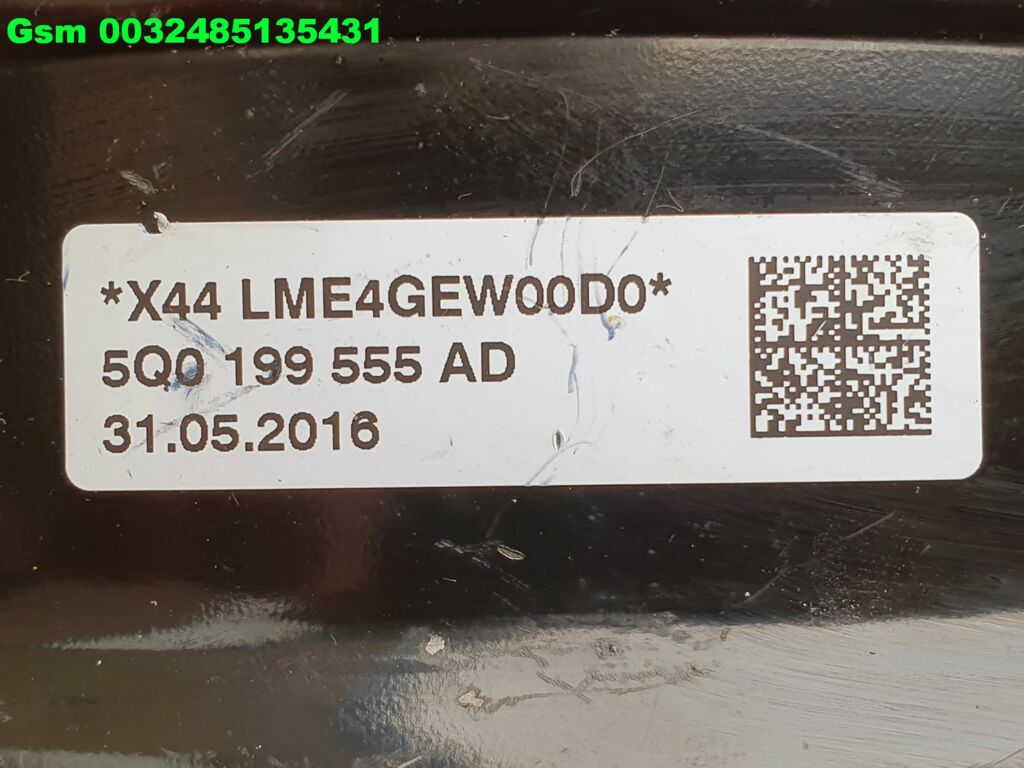 Gsm 0032485135431
*X44 LME4GEW00D0*
5Q0 199 555 AD
31.05.2016